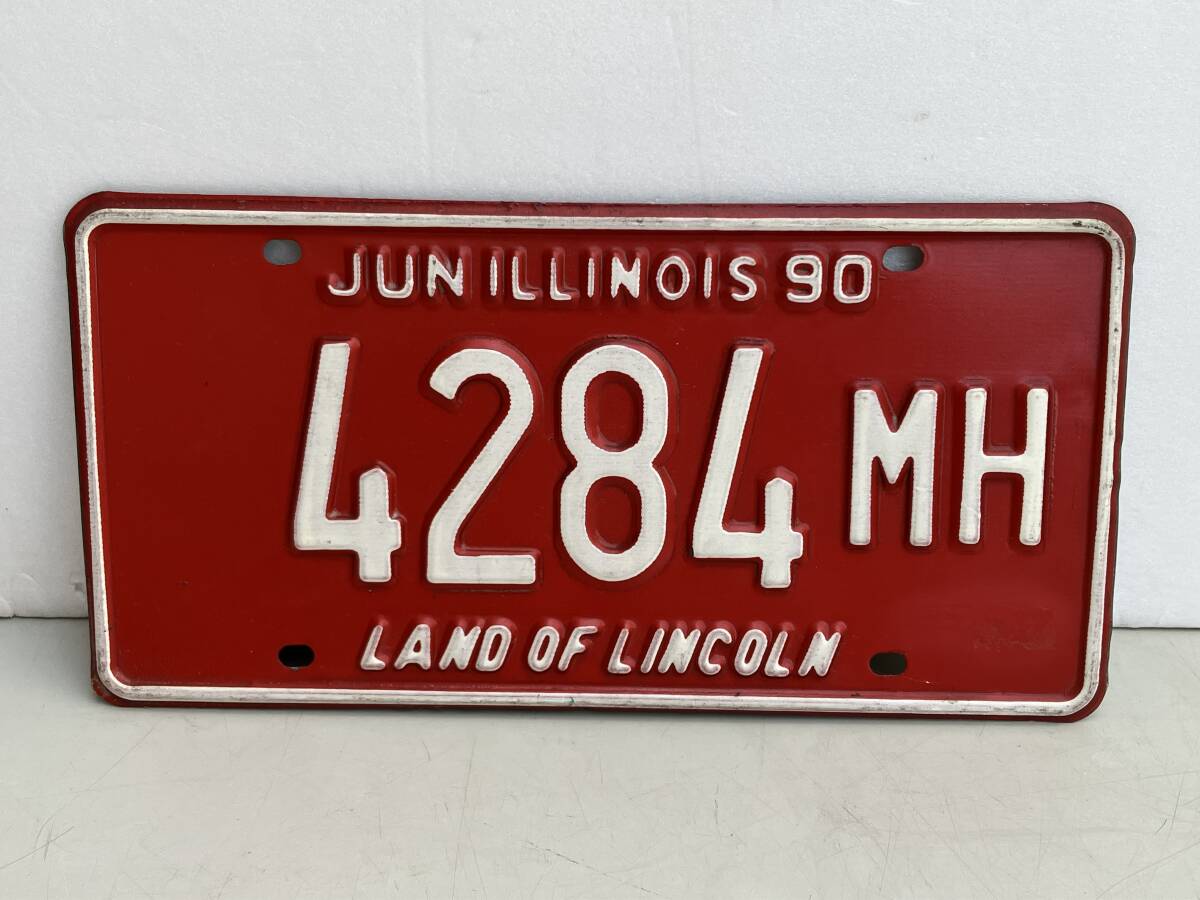 JUN ILLINOIS 90
4284 MH
LAND OF LINCOLN